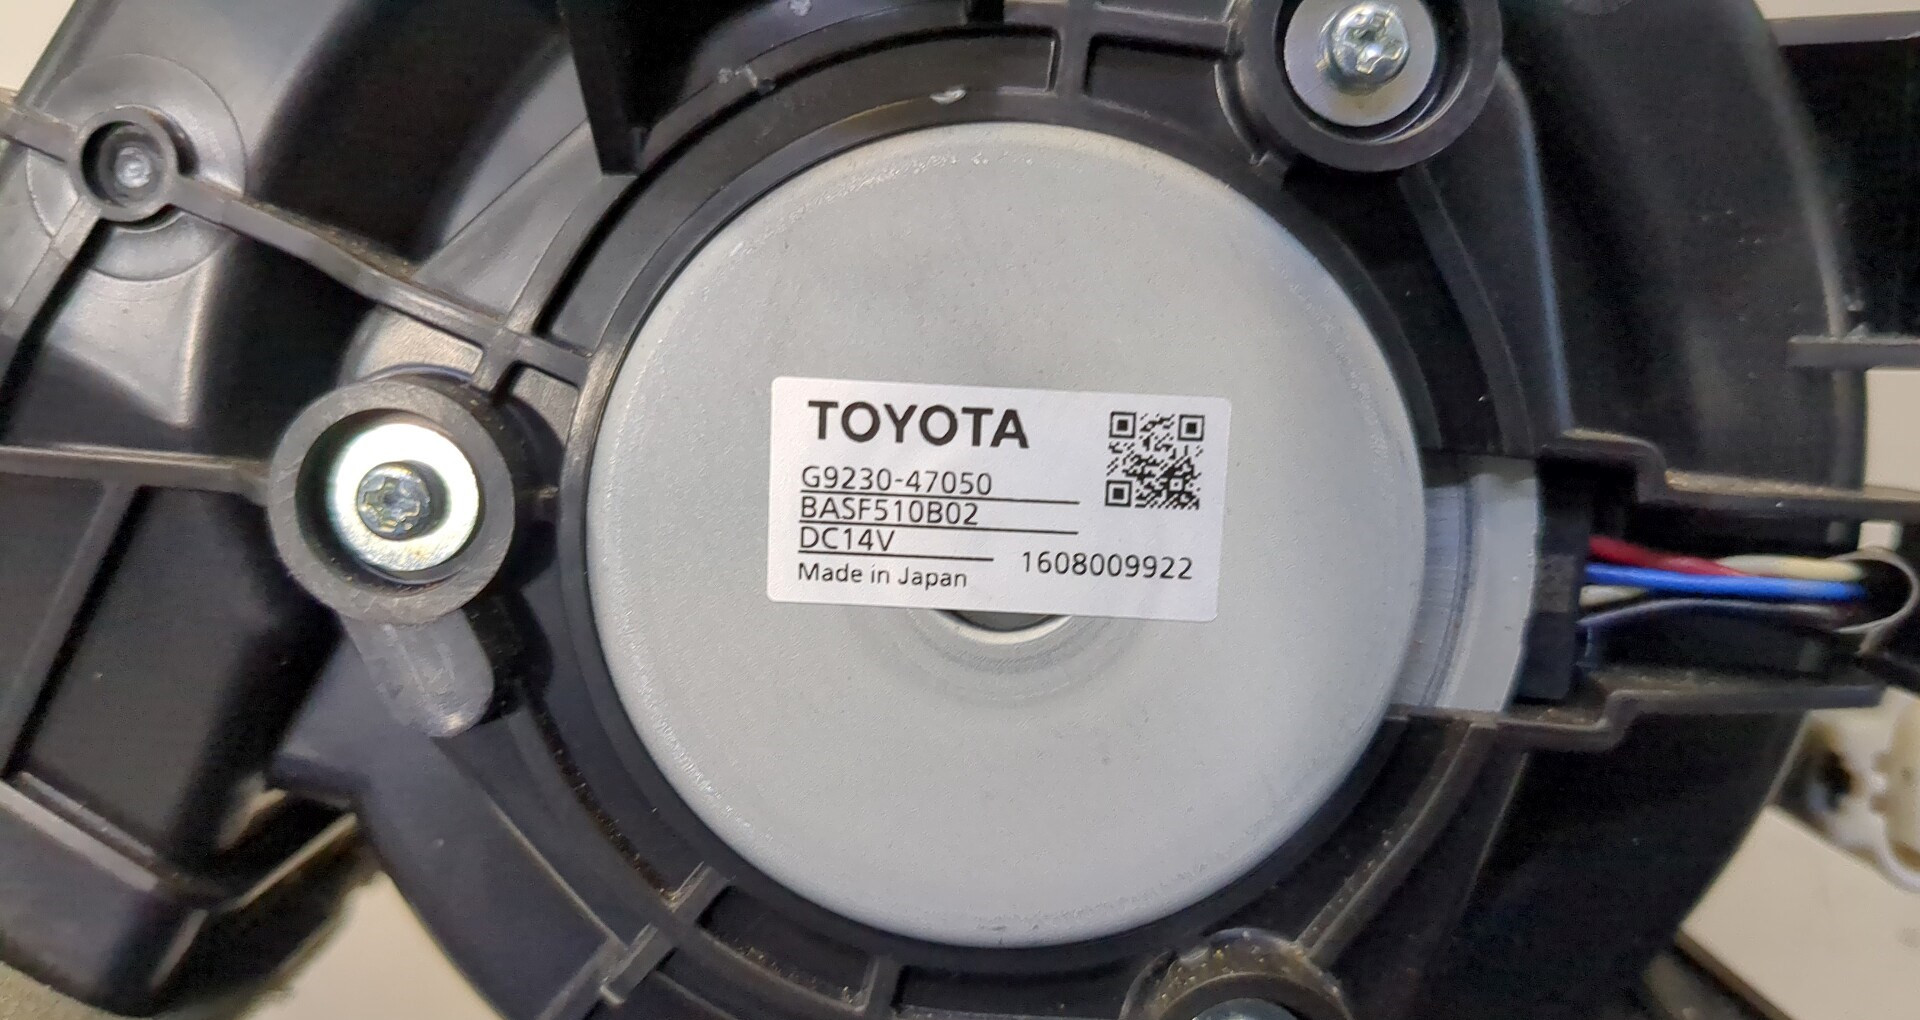 TOYOTA
G9230-47050
BASF510B02
DC14V
Made in Japan
1608009922